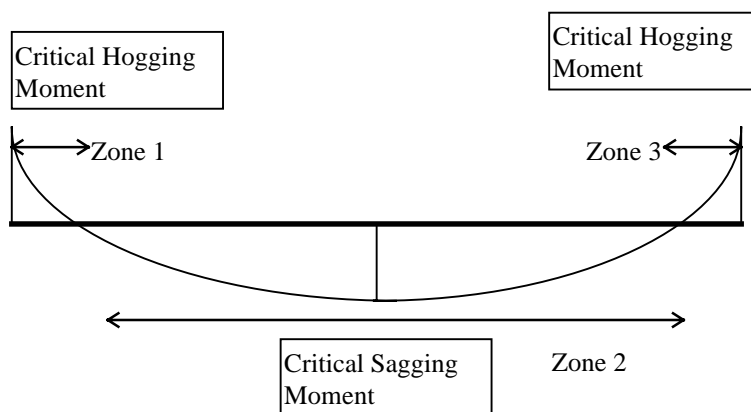 Critical Hogging
Moment
Critical Hogging
Moment
Zone 1
Zone 3
Critical Sagging
Moment
Zone 2